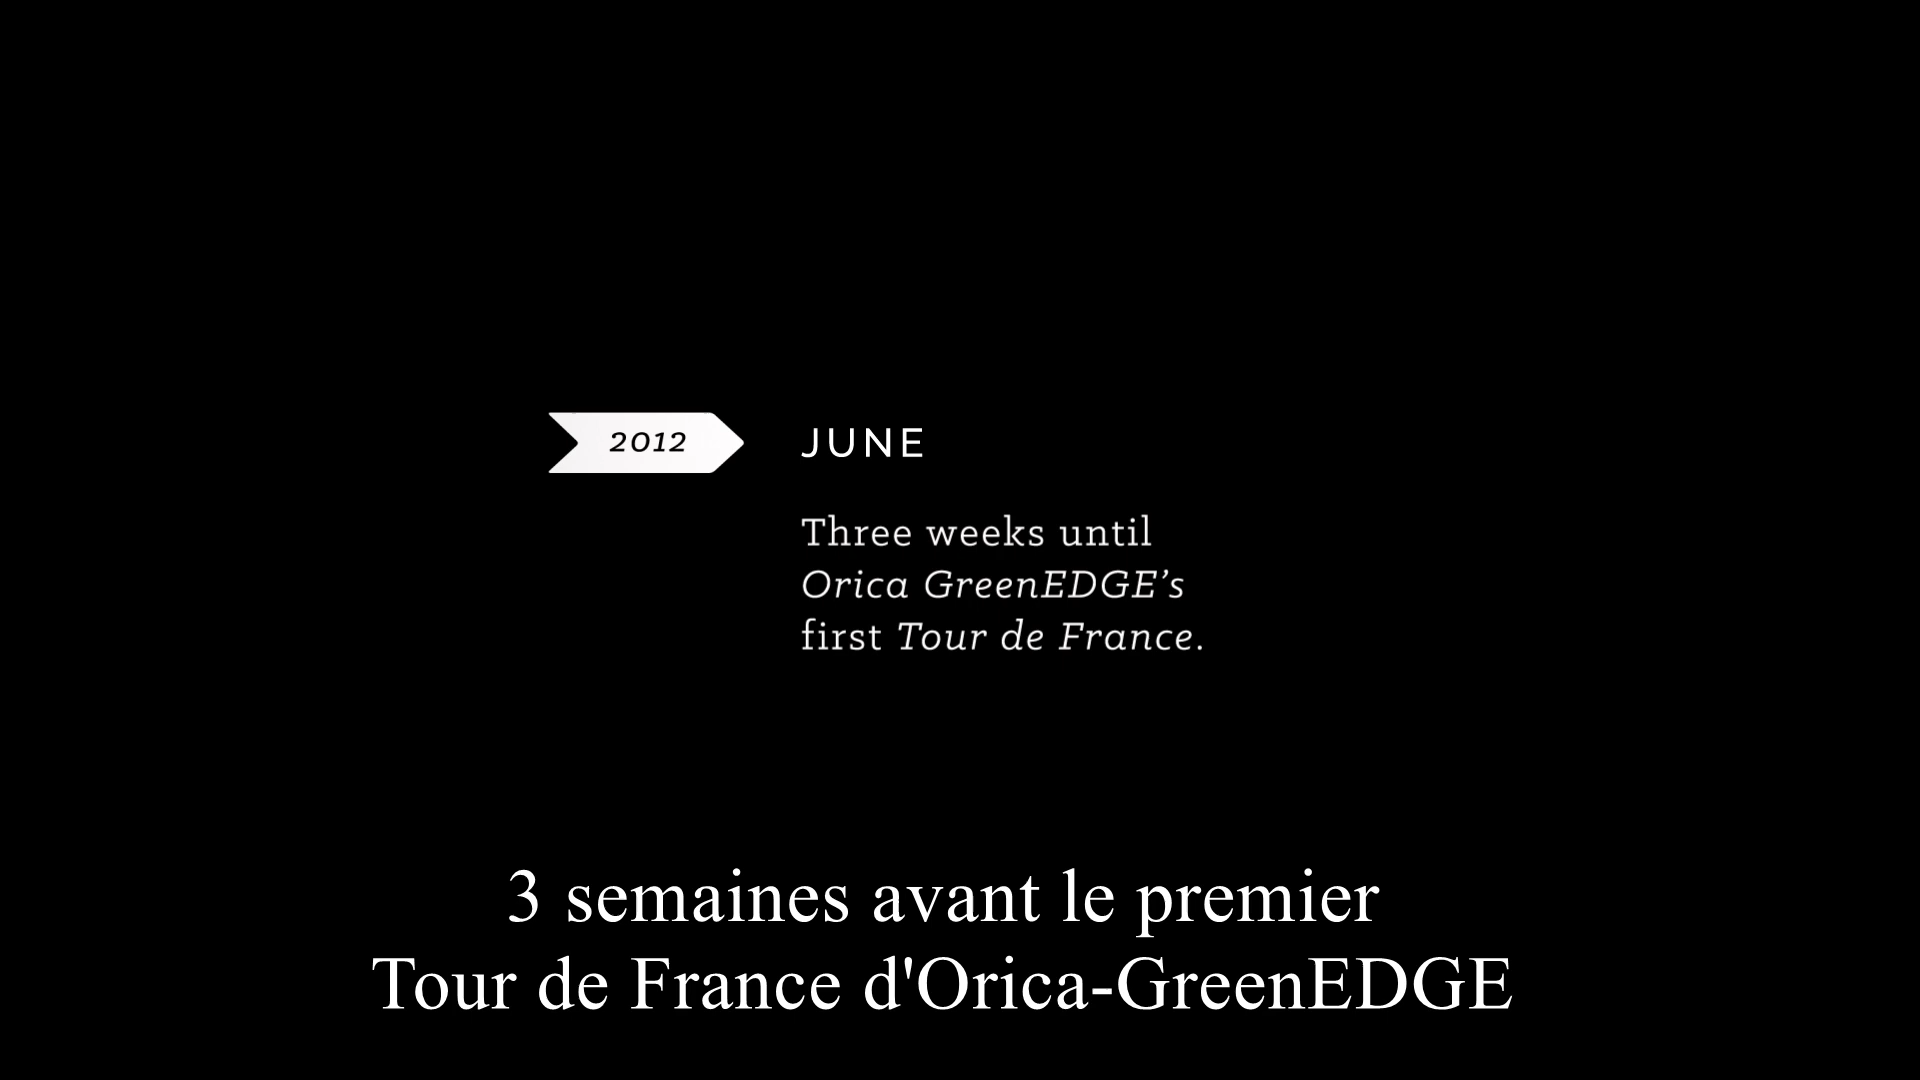 2012 JUNE
Three weeks until
Orica GreenEDGE’s
first Tour de France.
3 semaines avant le premier
Tour de France d'Orica-GreenEDGE